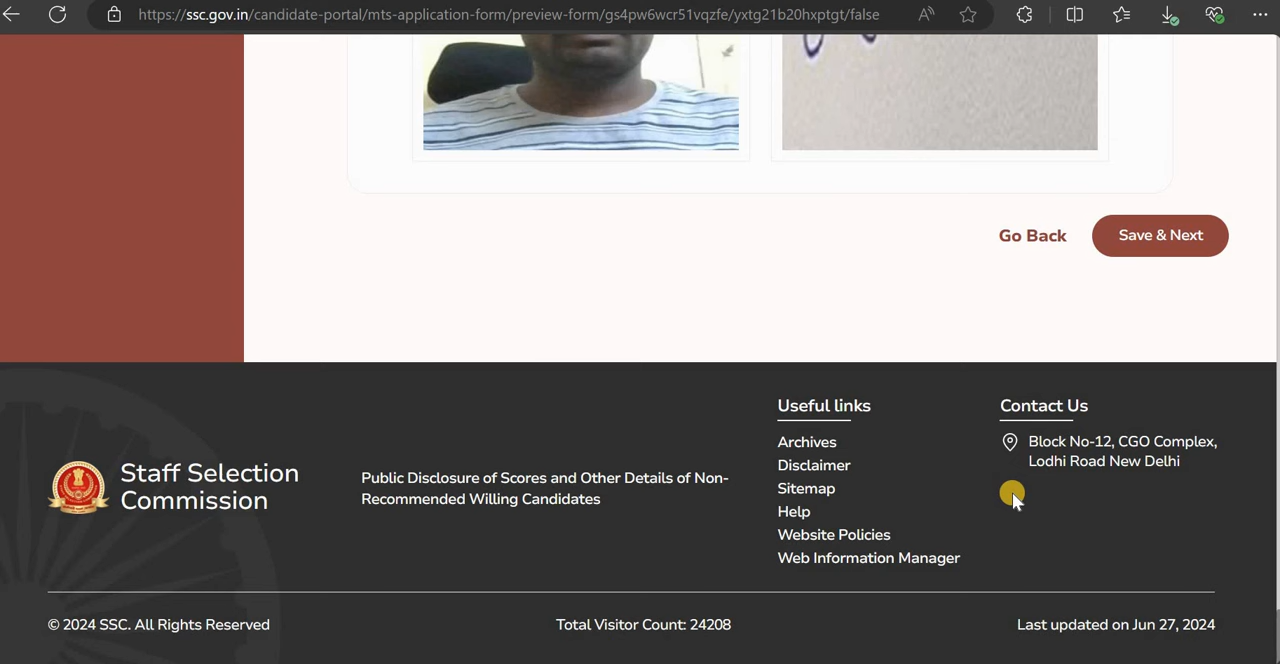 https://ssc.gov.in/candidate-portal/mts-application-form/preview-form/gs4pw6wcr51vqzfe/yxtg21b20hxptgt/false
Go Back
Save & Next
Staff Selection
Commission
Public Disclosure of Scores and Other Details of Non-
Recommended Willing Candidates
Useful links
Archives
Disclaimer
Sitemap
Help
Website Policies
Web Information Manager
Contact Us
Block No-12, CGO Complex,
Lodhi Road New Delhi
© 2024 SSC. All Rights Reserved
Total Visitor Count: 24208
Last updated on Jun 27, 2024